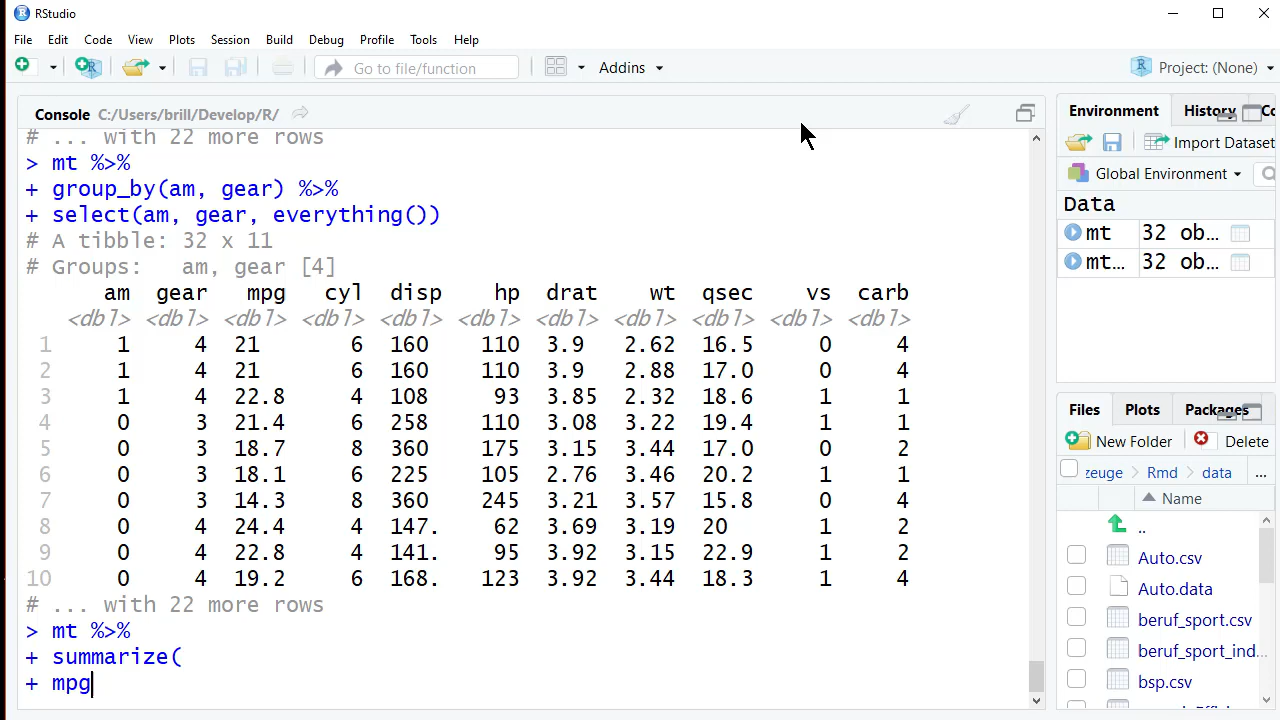 RStudio
File Edit Code View Plots Session Build Debug Profile Tools Help
Go to file/function Addins Project: (None)
Console C:/Users/brill/Develop/R/
# ... with 22 more rows
> mt %>%
+ group_by(am, gear) %>%
+ select(am, gear, everything())
# A tibble: 32 x 11
# Groups: am, gear [4]
am gear mpg cyl disp hp drat wt qsec vs carb
<dbl> <dbl> <dbl> <dbl> <dbl> <dbl> <dbl> <dbl> <dbl> <dbl> <dbl>
1 1 4 21 6 160 110 3.9 2.62 16.5 0 4
2 1 4 21 6 160 110 3.9 2.88 17.0 0 4
3 1 4 22.8 4 108 93 3.85 2.32 18.6 1 1
4 0 3 21.4 6 258 110 3.08 3.22 19.4 1 1
5 0 3 18.7 8 360 175 3.15 3.44 17.0 0 2
6 0 3 18.1 6 225 105 2.76 3.46 20.2 1 1
7 0 3 14.3 8 360 245 3.21 3.57 15.8 0 4
8 0 4 24.4 4 147. 62 3.69 3.19 20 1 2
9 0 4 22.8 4 141. 95 3.92 3.15 22.9 1 2
10 0 4 19.2 6 168. 123 3.92 3.44 18.3 1 4
# ... with 22 more rows
> mt %>%
+ summarize(
+ mpg
Environment History Co
Import Dataset
Global Environment
Data
mt 32 ob...
mt... 32 ob...
Files Plots Packages
New Folder Delete
zeuge Rmd data ...
Name
..
Auto.csv
Auto.data
beruf_sport.csv
beruf_sport_ind...
bsp.csv